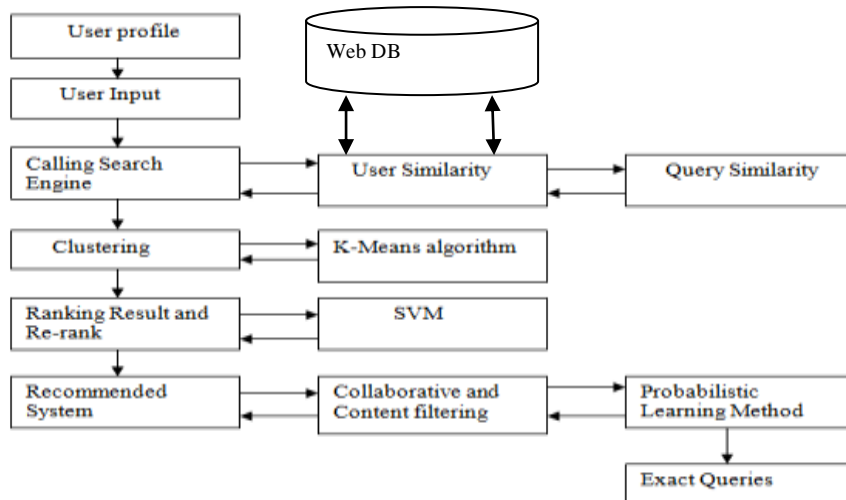 User profile
Web DB
User Input
Calling Search
Engine
User Similarity
Query Similarity
Clustering
K-Means algorithm
Ranking Result and
Re-rank
SVM
Recommended
System
Collaborative and
Content filtering
Probabilistic
Learning Method
Exact Queries